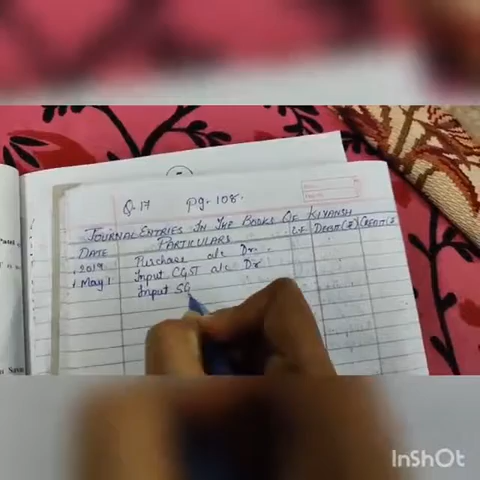 Q.17 pg.108.
JOURNAL ENTRIES IN THE BOOKS OF KIYANSH
DATE PARTICULARS LF DEBIT(₹) CREDIT(₹)
2019 Purchase a/c Dr.
May 1 Input CGST a/c Dr
Input SG
InShOt